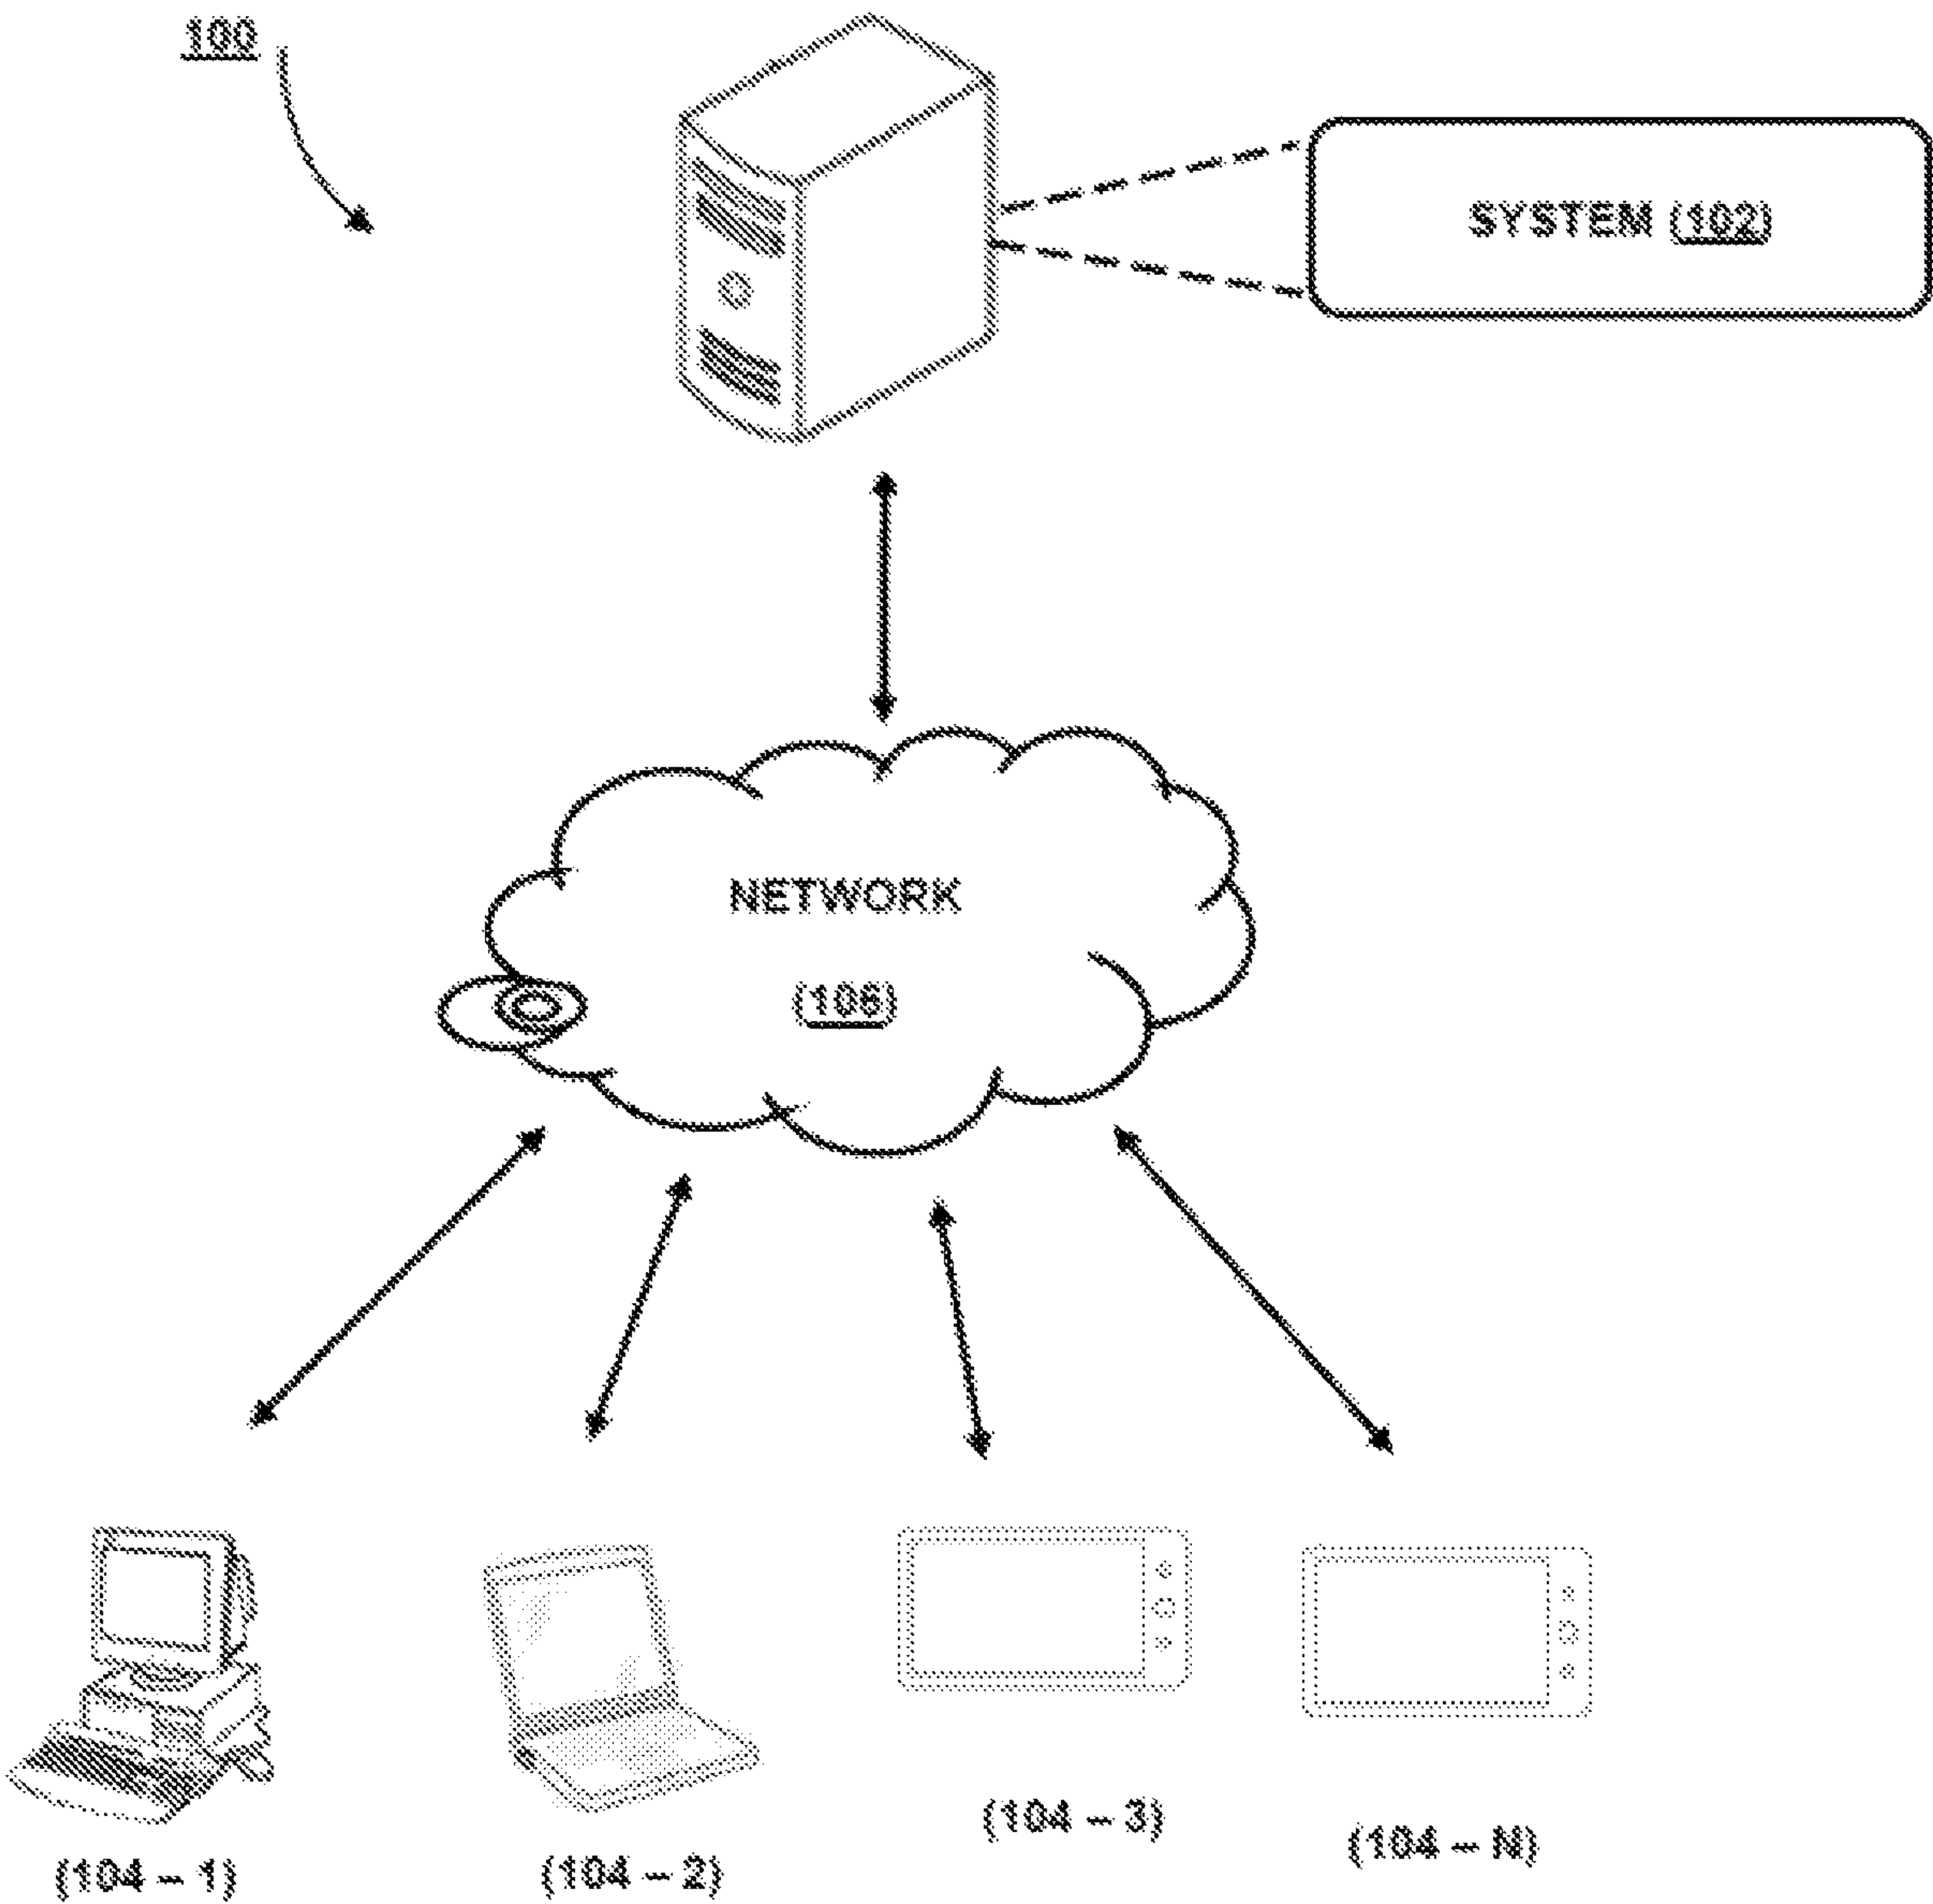 100
SYSTEM (102)
NETWORK
(106)
(104 – 1)
(104 – 2)
(104 – 3)
(104 – N)